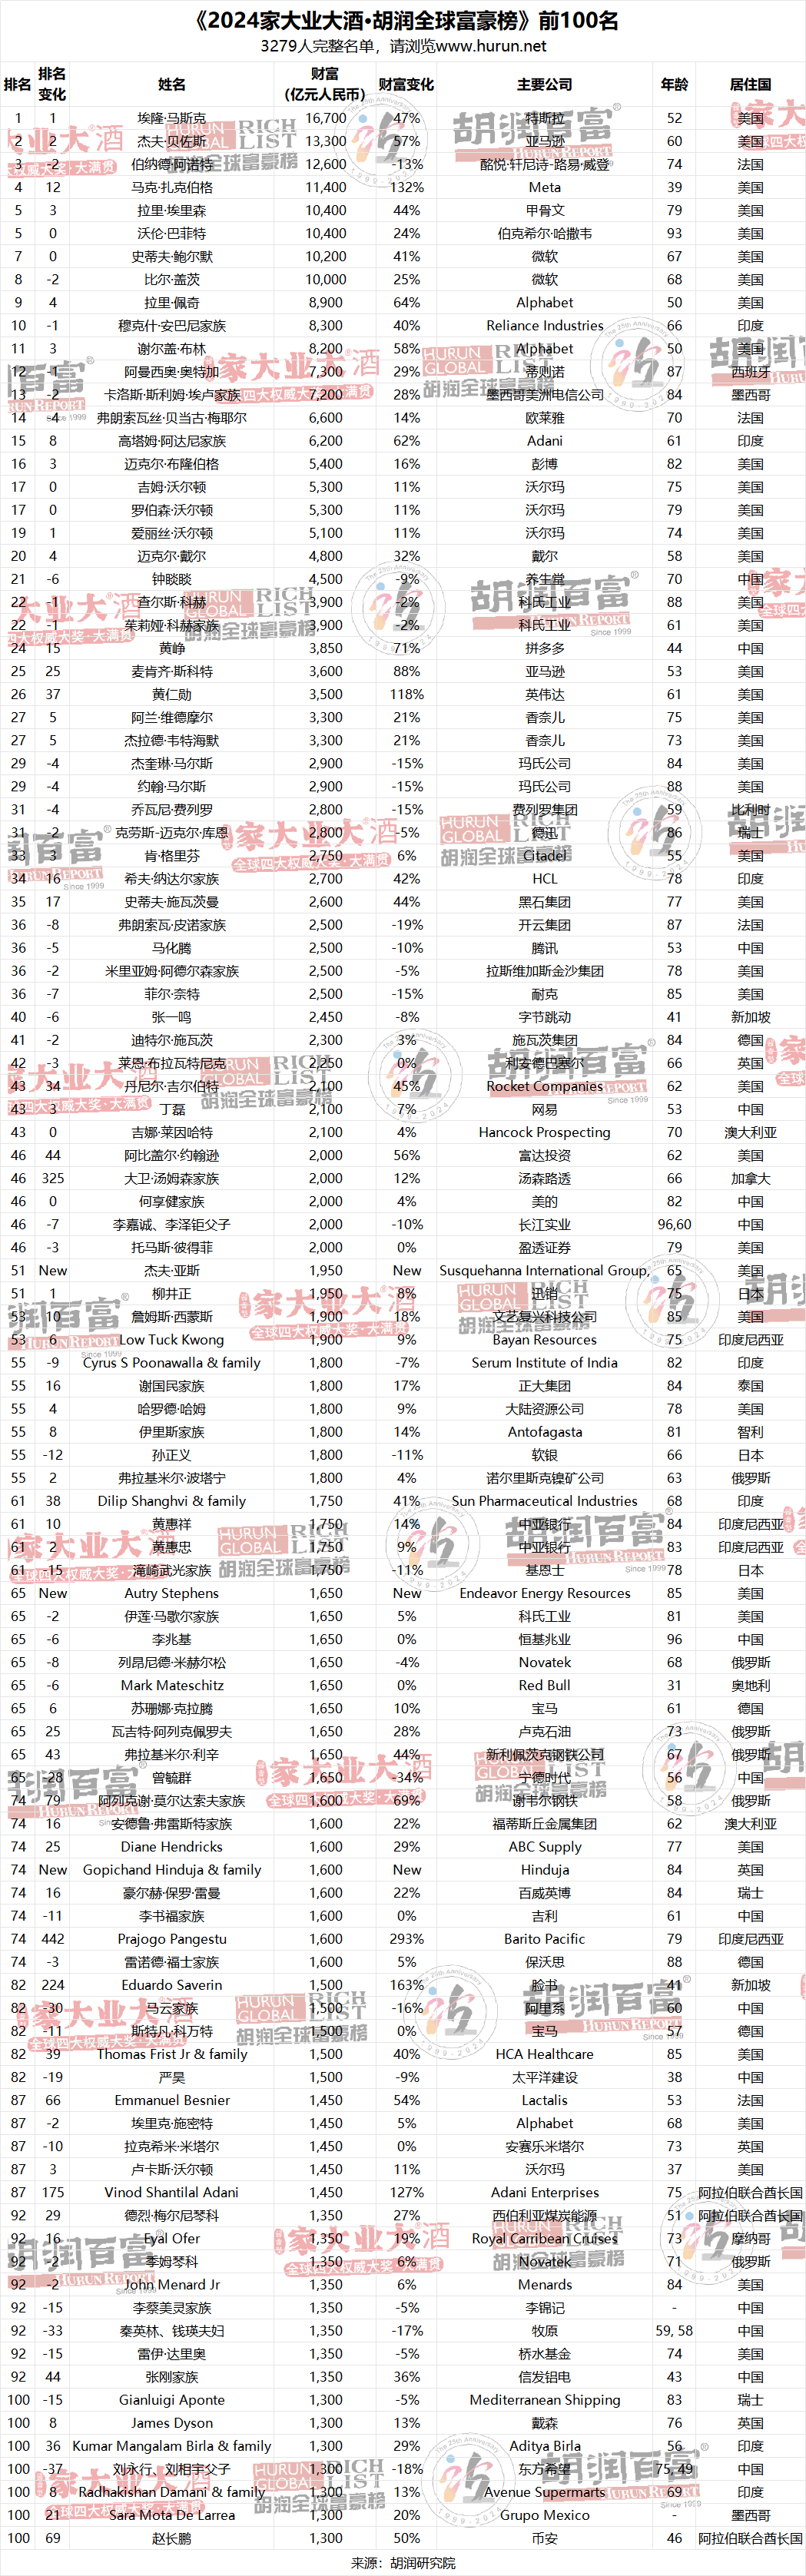 《2024家大业大酒•胡润全球富豪榜》前100名
3279人完整名单，请浏览www.hurun.net
排名 排名变化 姓名 财富（亿元人民币） 财富变化 主要公司 年龄 居住国
1 1 埃隆·马斯克 16,700 47% 特斯拉 52 美国
2 2 杰夫·贝佐斯 13,300 57% 亚马逊 60 美国
3 -2 伯纳德·阿诺特 12,600 -13% 酩悦·轩尼诗-路易·威登 74 法国
4 12 马克·扎克伯格 11,400 132% Meta 39 美国
5 3 拉里·埃里森 10,400 44% 甲骨文 79 美国
5 0 沃伦·巴菲特 10,400 24% 伯克希尔·哈撒韦 93 美国
7 0 史蒂夫·鲍尔默 10,200 41% 微软 67 美国
8 -2 比尔·盖茨 10,000 25% 微软 68 美国
9 4 拉里·佩奇 8,900 64% Alphabet 50 美国
10 -1 穆克什·安巴尼家族 8,300 40% Reliance Industries 66 印度
11 3 谢尔盖·布林 8,200 58% Alphabet 50 美国
12 -1 阿曼西奥·奥特加 7,300 29% 蒂则诺 87 西班牙
13 -2 卡洛斯·斯利姆·埃卢家族 7,200 28% 墨西哥美洲电信公司 84 墨西哥
14 -4 弗朗索瓦丝·贝当古·梅耶尔 6,600 14% 欧莱雅 70 法国
15 8 高塔姆·阿达尼家族 6,200 62% Adani 61 印度
16 3 迈克尔·布隆伯格 5,400 16% 彭博 82 美国
17 0 吉姆·沃尔顿 5,300 11% 沃尔玛 75 美国
17 0 罗伯森·沃尔顿 5,300 11% 沃尔玛 79 美国
19 1 爱丽丝·沃尔顿 5,100 11% 沃尔玛 74 美国
20 4 迈克尔·戴尔 4,800 32% 戴尔 58 美国
21 -6 钟睒睒 4,500 -9% 养生堂 70 中国
22 -1 查尔斯·科赫 3,900 -2% 科氏工业 88 美国
22 -1 茱莉娅·科赫家族 3,900 -2% 科氏工业 61 美国
24 15 黄峥 3,850 71% 拼多多 44 中国
25 25 麦肯齐·斯科特 3,600 88% 亚马逊 53 美国
26 37 黄仁勋 3,500 118% 英伟达 61 美国
27 5 阿兰·维德摩尔 3,300 21% 香奈儿 75 美国
27 5 杰拉德·韦特海默 3,300 21% 香奈儿 73 美国
29 -4 杰奎琳·马尔斯 2,900 -15% 玛氏公司 84 美国
29 -4 约翰·马尔斯 2,900 -15% 玛氏公司 88 美国
31 -4 乔瓦尼·费列罗 2,800 -15% 费列罗集团 59 比利时
31 -2 克劳斯-迈克尔·库恩 2,800 -5% 德迅 86 瑞士
33 3 肯·格里芬 2,750 6% Citadel 55 美国
34 16 希夫·纳达尔家族 2,700 42% HCL 78 印度
35 17 史蒂夫·施瓦茨曼 2,600 44% 黑石集团 77 美国
36 -8 弗朗索瓦·皮诺家族 2,500 -19% 开云集团 87 法国
36 -5 马化腾 2,500 -10% 腾讯 53 中国
36 -2 米里亚姆·阿德尔森家族 2,500 -5% 拉斯维加斯金沙集团 78 美国
36 -7 菲尔·奈特 2,500 -15% 耐克 85 美国
40 -6 张一鸣 2,450 -8% 字节跳动 41 新加坡
41 -2 迪特尔·施瓦茨 2,300 3% 施瓦茨集团 84 德国
42 -3 莱恩·布拉瓦特尼克 2,250 0% 利安德巴塞尔 66 英国
43 34 丹尼尔·吉尔伯特 2,100 45% Rocket Companies 62 美国
43 3 丁磊 2,100 7% 网易 53 中国
43 0 吉娜·莱因哈特 2,100 4% Hancock Prospecting 70 澳大利亚
46 44 阿比盖尔·约翰逊 2,000 56% 富达投资 62 美国
46 325 大卫·汤姆森家族 2,000 12% 汤森路透 66 加拿大
46 0 何享健家族 2,000 4% 美的 82 中国
46 -7 李嘉诚、李泽钜父子 2,000 -10% 长江实业 96,60 中国
46 -3 托马斯·彼得菲 2,000 0% 盈透证券 79 美国
51 New 杰夫·亚斯 1,950 New Susquehanna International Group, 65 美国
51 1 柳井正 1,950 8% 迅销 75 日本
53 10 詹姆斯·西蒙斯 1,900 18% 文艺复兴科技公司 85 美国
53 6 Low Tuck Kwong 1,900 9% Bayan Resources 75 印度尼西亚
55 -9 Cyrus S Poonawalla & family 1,800 -7% Serum Institute of India 82 印度
55 16 谢国民家族 1,800 17% 正大集团 84 泰国
55 4 哈罗德·哈姆 1,800 9% 大陆资源公司 78 美国
55 8 伊里斯家族 1,800 14% Antofagasta 81 智利
55 -12 孙正义 1,800 -11% 软银 66 日本
55 2 弗拉基米尔·波塔宁 1,800 4% 诺尔里斯克镍矿公司 63 俄罗斯
61 38 Dilip Shanghvi & family 1,750 41% Sun Pharmaceutical Industries 68 印度
61 10 黄惠祥 1,750 14% 中亚银行 84 印度尼西亚
61 2 黄惠忠 1,750 9% 中亚银行 83 印度尼西亚
61 -15 滝崎武光家族 1,750 -11% 基恩士 78 日本
65 New Autry Stephens 1,650 New Endeavor Energy Resources 85 美国
65 -2 伊莲·马歇尔家族 1,650 5% 科氏工业 81 美国
65 -6 李兆基 1,650 0% 恒基兆业 96 中国
65 -8 列昂尼德·米赫尔松 1,650 -4% Novatek 68 俄罗斯
65 -6 Mark Mateschitz 1,650 0% Red Bull 31 奥地利
65 6 苏珊娜·克拉腾 1,650 10% 宝马 61 德国
65 25 瓦吉特·阿列克佩罗夫 1,650 28% 卢克石油 73 俄罗斯
65 43 弗拉基米尔·利辛 1,650 44% 新利佩茨克钢铁公司 67 俄罗斯
65 -28 曾毓群 1,650 -34% 宁德时代 56 中国
74 79 阿列克谢·莫尔达索夫家族 1,600 69% 谢韦尔钢铁 58 俄罗斯
74 16 安德鲁·弗雷斯特家族 1,600 22% 福蒂斯丘金属集团 62 澳大利亚
74 25 Diane Hendricks 1,600 29% ABC Supply 77 美国
74 New Gopichand Hinduja & family 1,600 New Hinduja 84 英国
74 16 豪尔赫·保罗·雷曼 1,600 22% 百威英博 84 瑞士
74 -11 李书福家族 1,600 0% 吉利 61 中国
74 442 Prajogo Pangestu 1,600 293% Barito Pacific 79 印度尼西亚
74 -3 雷诺德·福士家族 1,600 5% 保沃思 88 德国
82 224 Eduardo Saverin 1,500 163% 脸书 41 新加坡
82 -30 马云家族 1,500 -16% 阿里系 60 中国
82 -11 斯特凡·科万特 1,500 0% 宝马 57 德国
82 39 Thomas Frist Jr & family 1,500 40% HCA Healthcare 85 美国
82 -19 严昊 1,500 -9% 太平洋建设 38 中国
87 66 Emmanuel Besnier 1,450 54% Lactalis 53 法国
87 -2 埃里克·施密特 1,450 5% Alphabet 68 美国
87 -10 拉克希米·米塔尔 1,450 0% 安赛乐米塔尔 73 英国
87 3 卢卡斯·沃尔顿 1,450 11% 沃尔玛 37 美国
87 175 Vinod Shantilal Adani 1,450 127% Adani Enterprises 75 阿拉伯联合酋长国
92 29 德烈·梅尔尼琴科 1,350 27% 西伯利亚煤炭能源 51 阿拉伯联合酋长国
92 16 Eyal Ofer 1,350 19% Royal Carribean Cruises 73 摩纳哥
92 -2 季姆琴科 1,350 6% Novatek 71 俄罗斯
92 -2 John Menard Jr 1,350 6% Menards 84 美国
92 -15 李蔡美灵家族 1,350 -5% 李锦记 - 中国
92 -33 秦英林、钱瑛夫妇 1,350 -17% 牧原 59, 58 中国
92 -15 雷伊·达里奥 1,350 -5% 桥水基金 74 美国
92 44 张刚家族 1,350 36% 信发铝电 43 中国
100 -15 Gianluigi Aponte 1,300 -5% Mediterranean Shipping 83 瑞士
100 8 James Dyson 1,300 13% 戴森 76 英国
100 36 Kumar Mangalam Birla & family 1,300 29% Aditya Birla 56 印度
100 -37 刘永行、刘相宇父子 1,300 -18% 东方希望 75, 49 中国
100 8 Radhakishan Damani & family 1,300 13% Avenue Supermarts 69 印度
100 21 Sara Mota De Larrea 1,300 20% Grupo Mexico - 墨西哥
100 69 赵长鹏 1,300 50% 币安 46 阿拉伯联合酋长国
来源：胡润研究院